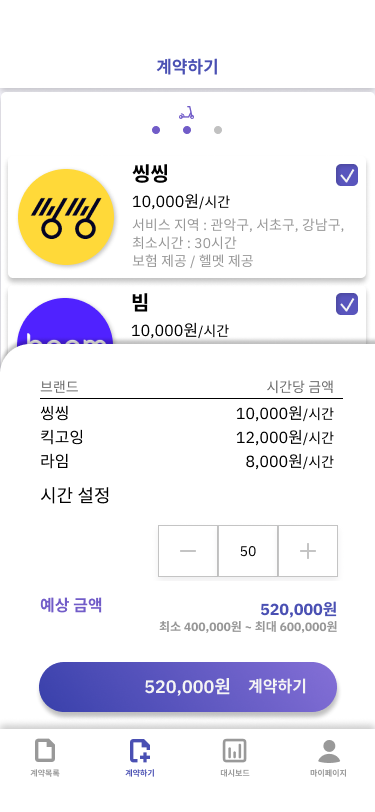 계약하기
씽씽
10,000원/시간
서비스 지역 : 관악구, 서초구, 강남구,
최소시간 : 30시간
보험 제공 / 헬멧 제공
빔
10,000원/시간
브랜드 시간당 금액
씽씽 10,000원/시간
킥고잉 12,000원/시간
라임 8,000원/시간
시간 설정
50
예상 금액 520,000원
최소 400,000원 ~ 최대 600,000원
520,000원 계약하기
계약목록 계약하기 대시보드 마이페이지